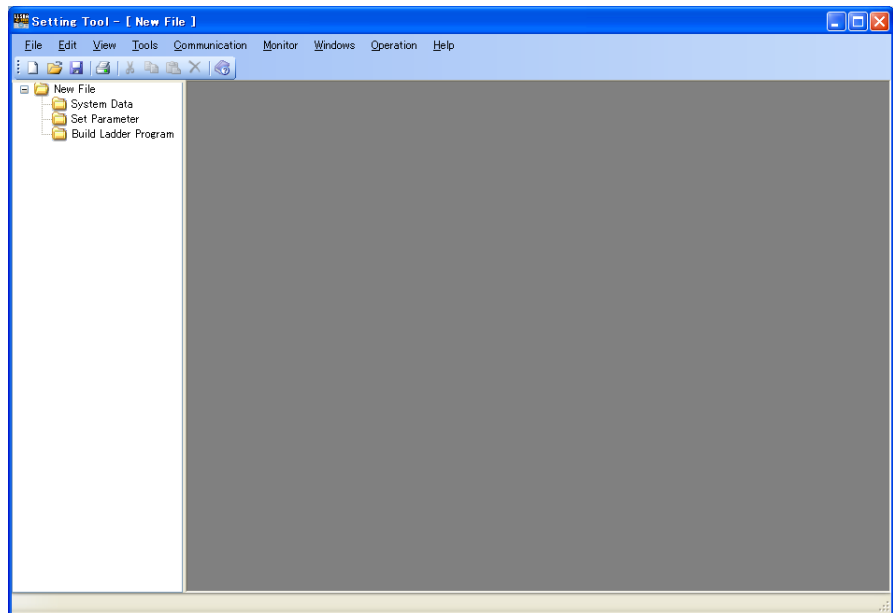 Setting Tool - [ New File ]
File Edit View Tools Communication Monitor Windows Operation Help
New File
System Data
Set Parameter
Build Ladder Program